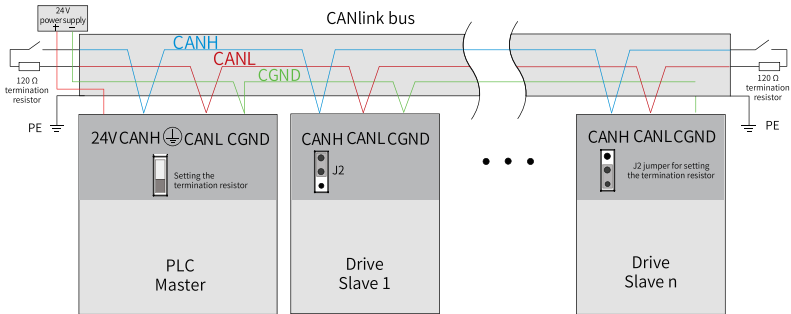 24 V
power supply
+ −
CANlink bus
CANH
CANL
CGND
120 Ω
termination
resistor
120 Ω
termination
resistor
PE
PE
24V CANH CANL CGND
CANH CANL CGND
CANH CANL CGND
Setting the
termination resistor
J2
J2 jumper for setting
the termination resistor
PLC
Master
Drive
Slave 1
Drive
Slave n